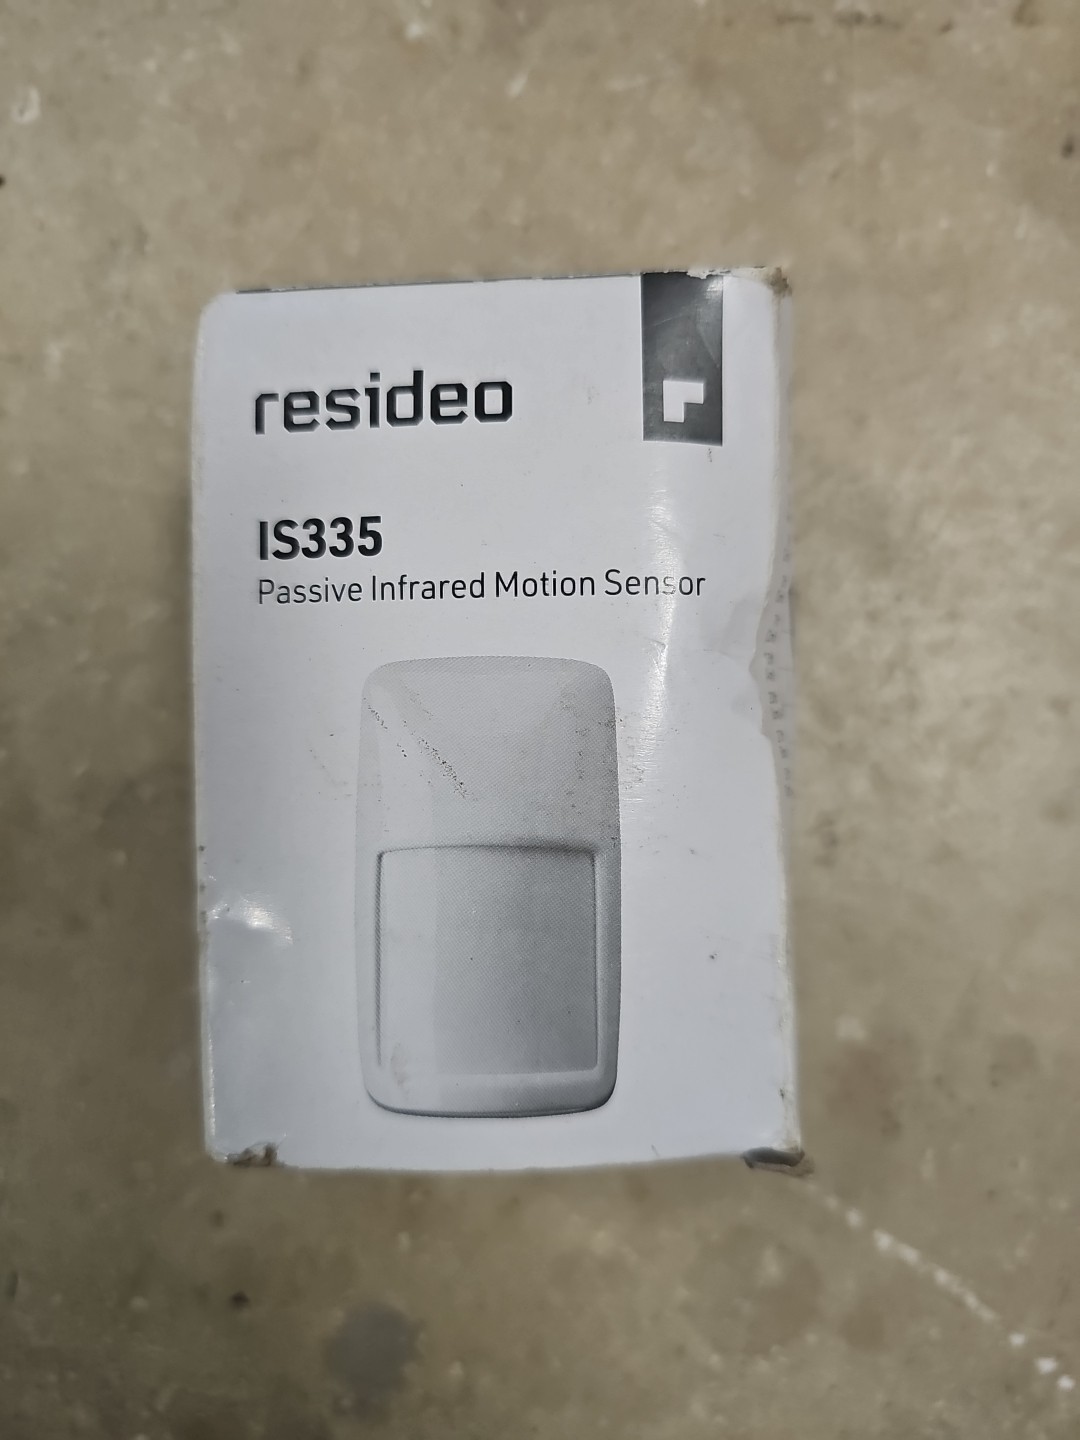 resideo
IS335
Passive Infrared Motion Sensor